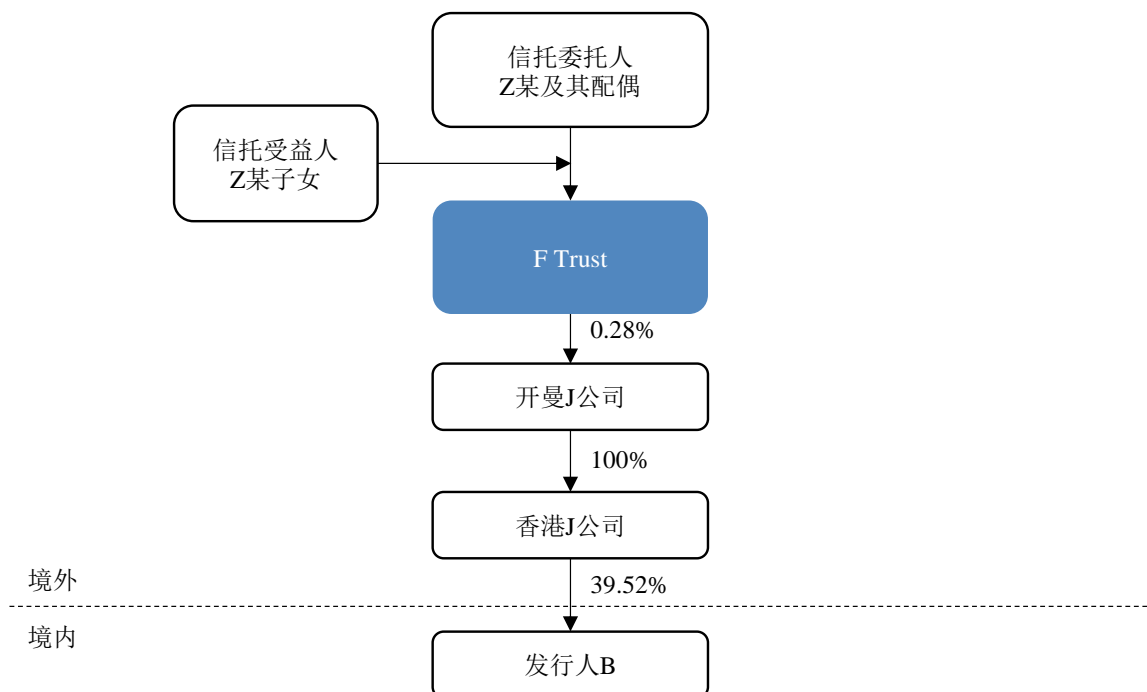 信托委托人
Z某及其配偶
信托受益人
Z某子女
F Trust
0.28%
开曼J公司
100%
香港J公司
境外
39.52%
境内
发行人B